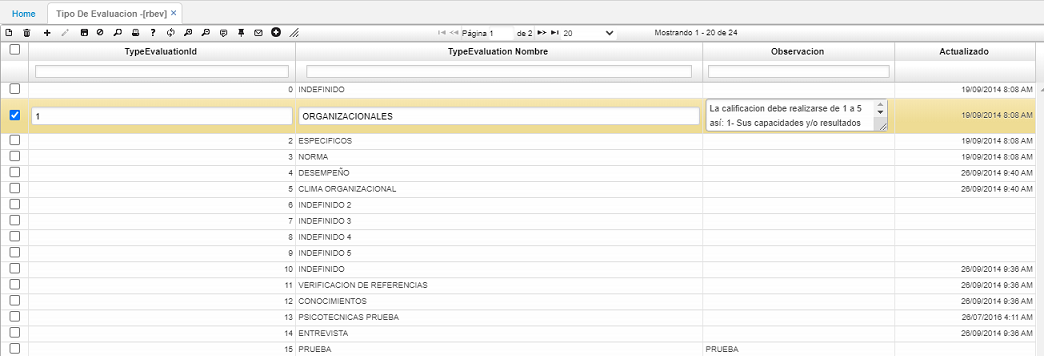 Home Tipo De Evaluacion -[rbev] ×
Página 1 de 2 20 Mostrando 1 - 20 de 24
TypeEvaluationId TypeEvaluation Nombre Observacion Actualizado
0 INDEFINIDO 19/09/2014 8:08 AM
1 ORGANIZACIONALES La calificacion debe realizarse de 1 a 5 19/09/2014 8:08 AM
así: 1- Sus capacidades y/o resultados
2 ESPECIFICOS 19/09/2014 8:08 AM
3 NORMA 19/09/2014 8:08 AM
4 DESEMPEÑO 26/09/2014 9:40 AM
5 CLIMA ORGANIZACIONAL 26/09/2014 9:40 AM
6 INDEFINIDO 2
7 INDEFINIDO 3
8 INDEFINIDO 4
9 INDEFINIDO 5
10 INDEFINIDO 26/09/2014 9:36 AM
11 VERIFICACION DE REFERENCIAS 26/09/2014 9:36 AM
12 CONOCIMIENTOS 26/09/2014 9:36 AM
13 PSICOTECNICAS PRUEBA 26/07/2016 4:11 AM
14 ENTREVISTA 26/09/2014 9:36 AM
15 PRUEBA PRUEBA